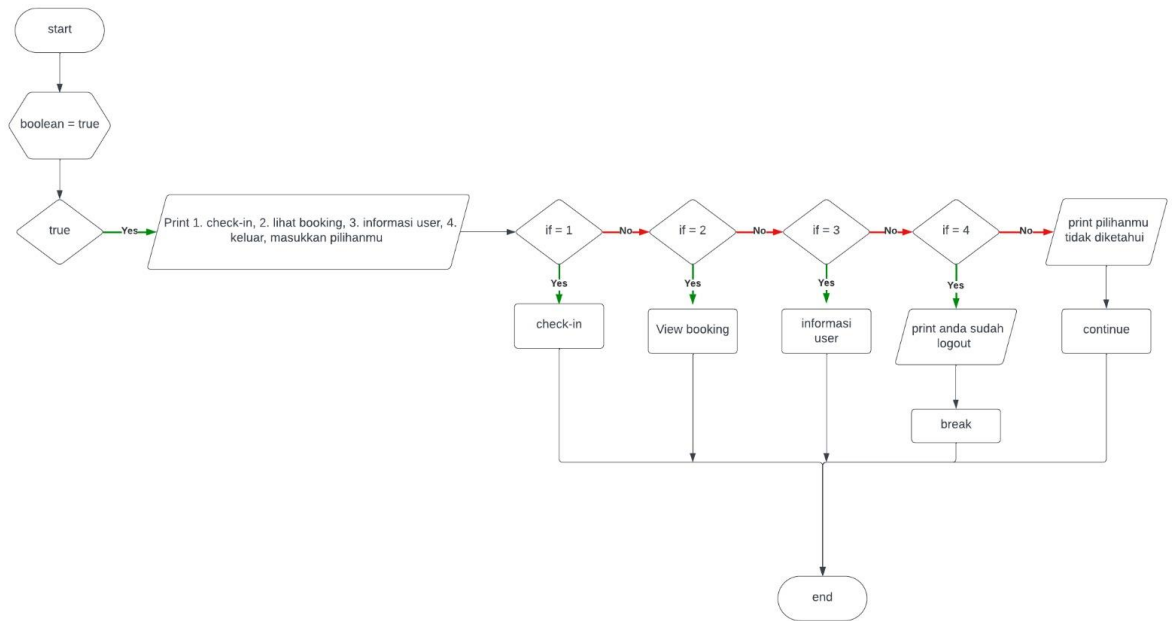 start
boolean = true
true
Yes
Print 1. check-in, 2. lihat booking, 3. informasi user, 4.
keluar, masukkan pilihanmu
if = 1
No
if = 2
No
if = 3
No
if = 4
No
print pilihanmu
tidak diketahui
Yes
Yes
Yes
Yes
check-in
View booking
informasi
user
print anda sudah
logout
continue
break
end